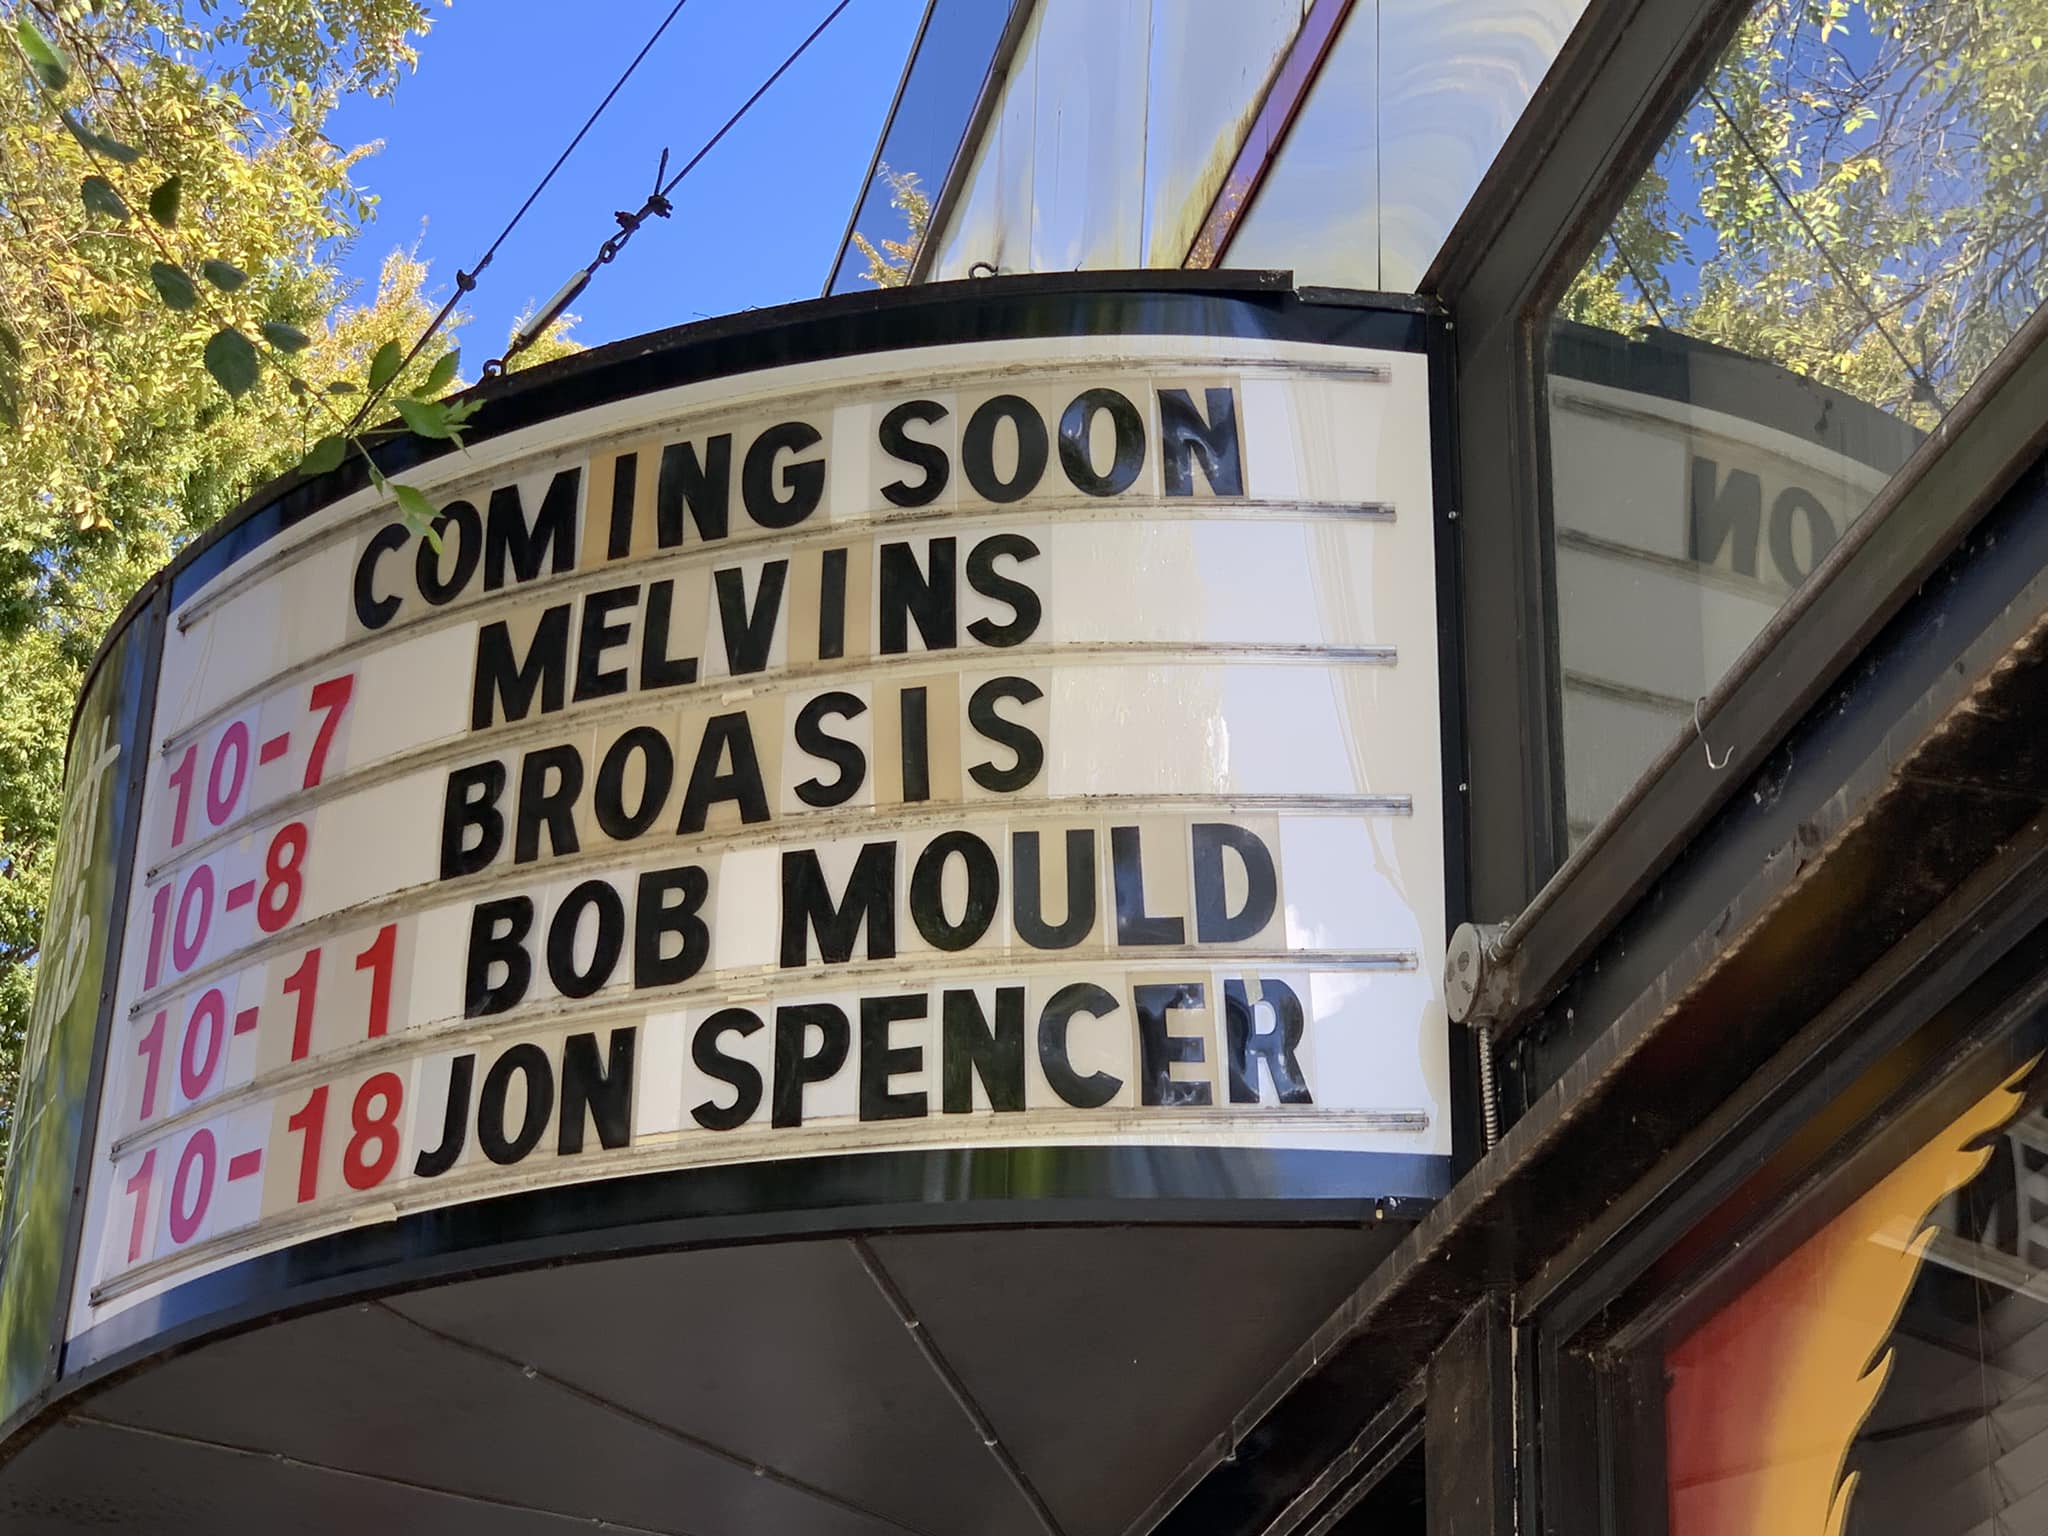 COMING SOON
10-7 MELVINS
10-8 BROASIS
10-11 BOB MOULD
10-18 JON SPENCER